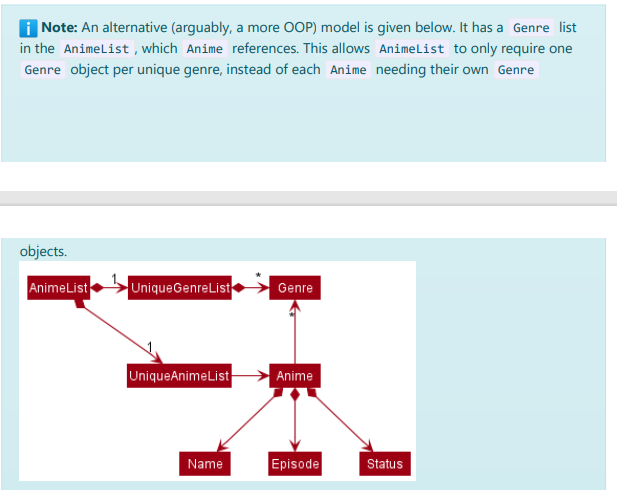 i Note: An alternative (arguably, a more OOP) model is given below. It has a Genre list
in the AnimeList , which Anime references. This allows AnimeList to only require one
Genre object per unique genre, instead of each Anime needing their own Genre
objects.
AnimeList 1 UniqueGenreList * Genre
*
1
UniqueAnimeList Anime
Name Episode Status